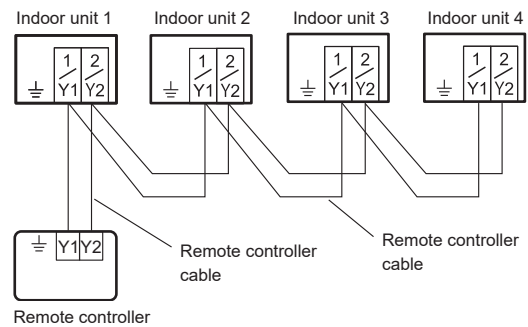 Indoor unit 1 Indoor unit 2 Indoor unit 3 Indoor unit 4
1 2 1 2 1 2 1 2
Y1 Y2 Y1 Y2 Y1 Y2 Y1 Y2
Y1 Y2
Remote controller
cable
Remote controller
cable
Remote controller